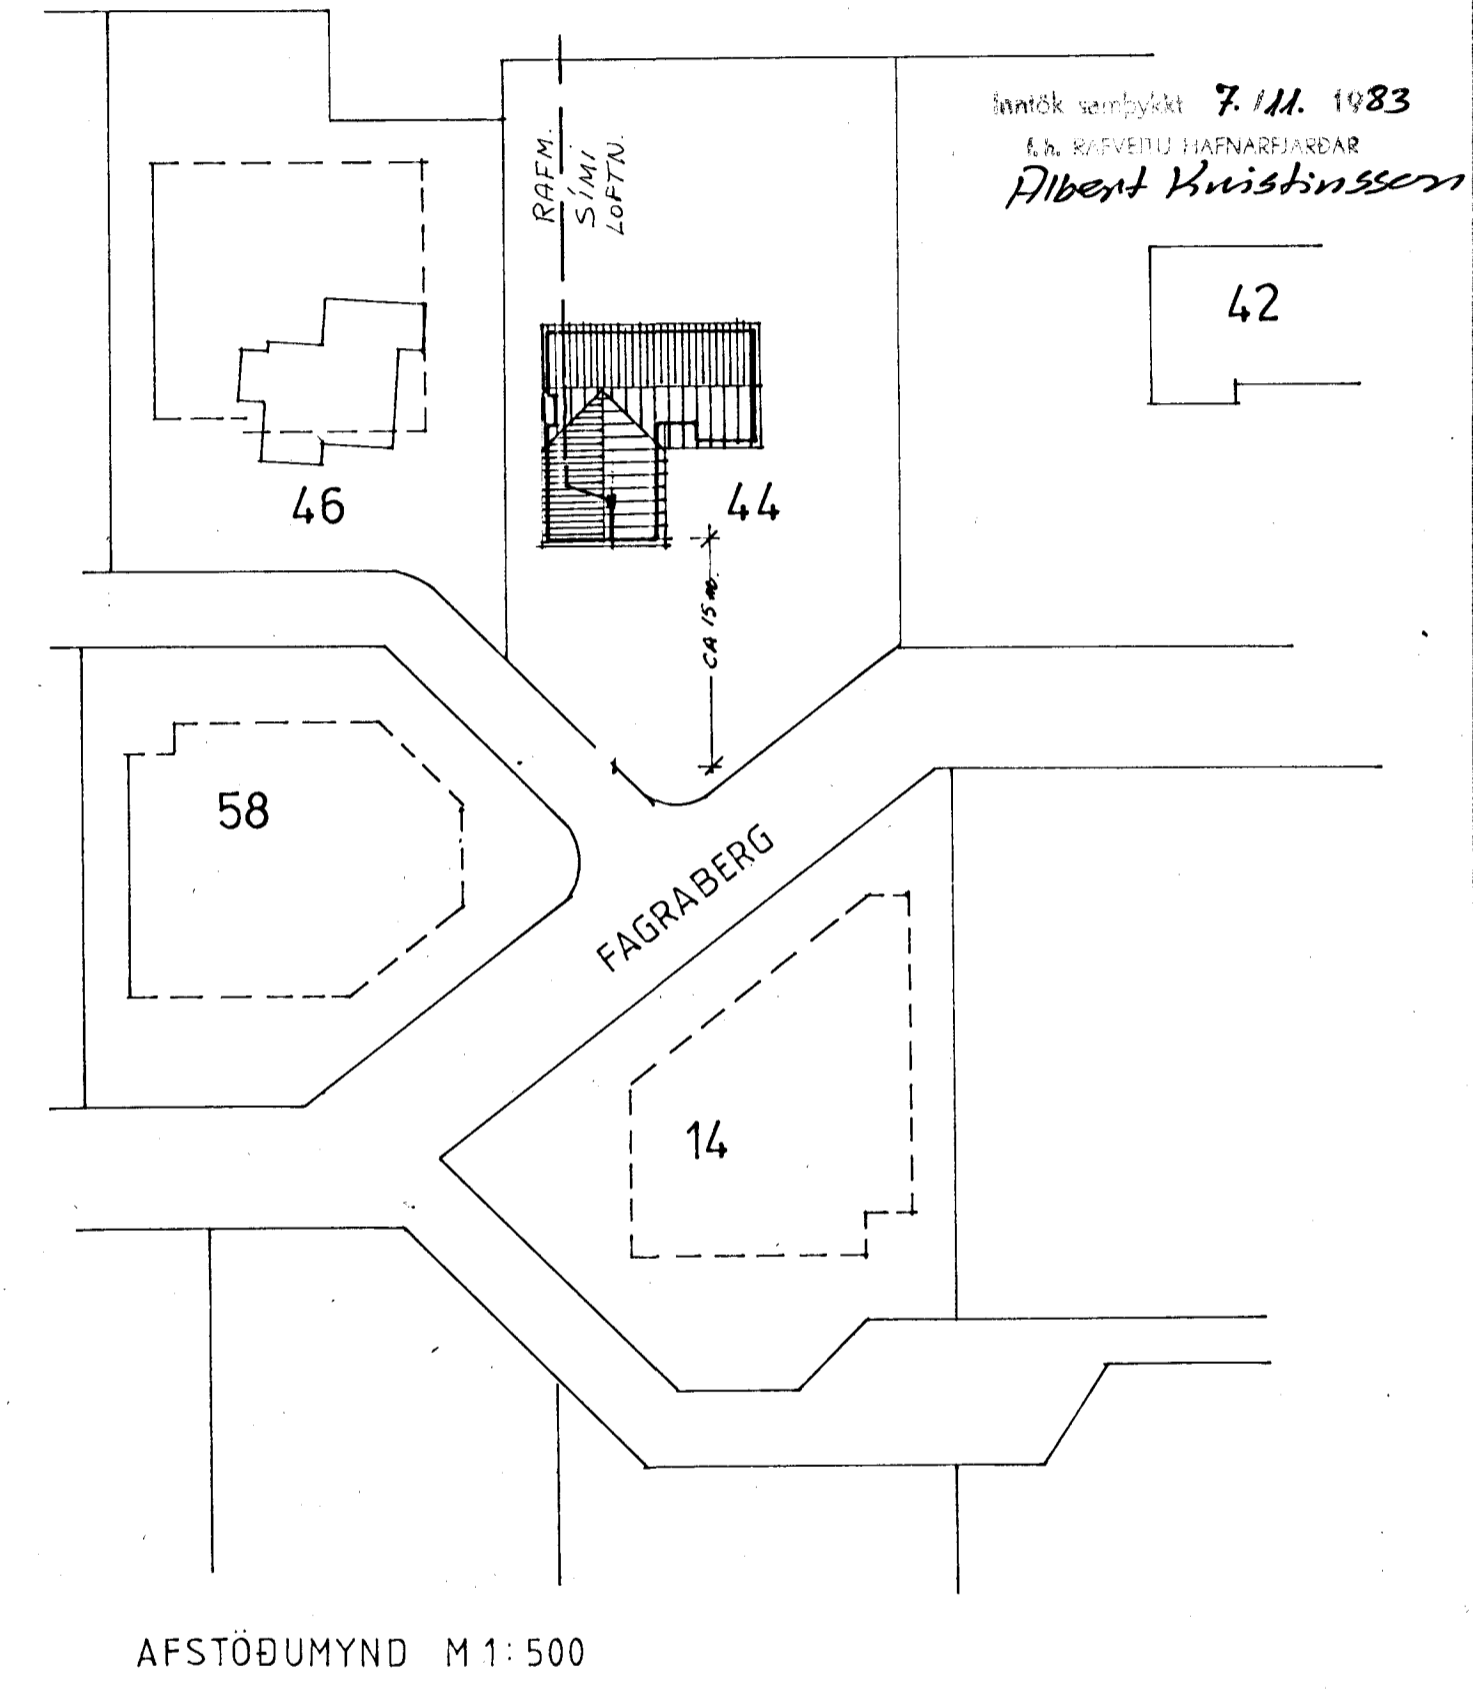 Inntök samþykkt 7. /11. 1983
f.h. RAFVEITU HAFNARFJARÐAR
Albert Kristinsson
RAFM.
SÍMI
LOFTN.
42
46
44
CA 15 m.
58
FAGRABERG
14
AFSTÖÐUMYND M 1:500